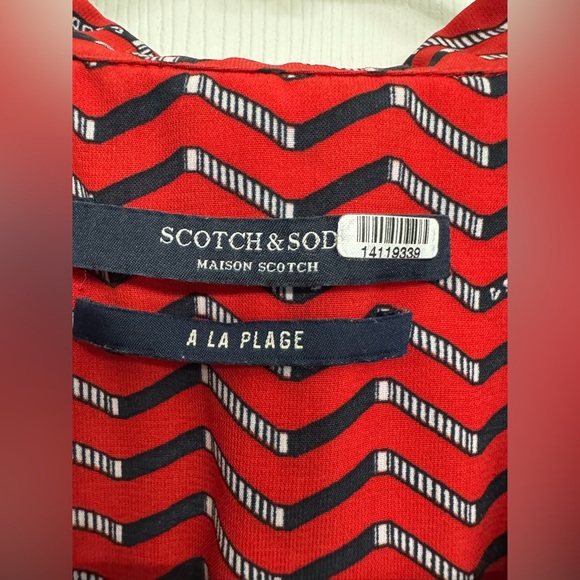 SCOTCH & SOD
MAISON SCOTCH
14119339
A LA PLAGE